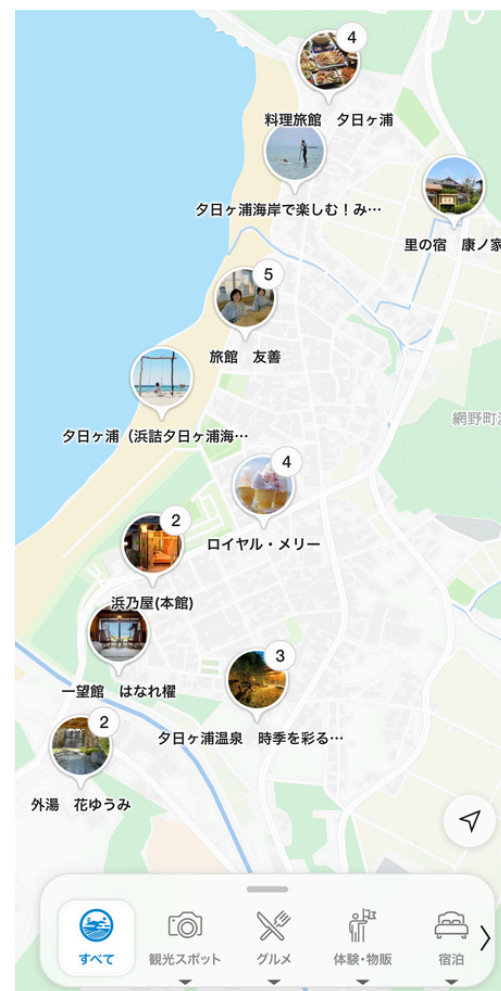 4
料理旅館 夕日ヶ浦
夕日ヶ浦海岸で楽しむ！み…
里の宿 康ノ家
5
旅館 友善
夕日ヶ浦（浜詰夕日ヶ浦海…
網野町
4
ロイヤル・メリー
2
浜乃屋(本館)
一望館 はなれ櫂
3
夕日ヶ浦温泉 時季を彩る…
2
外湯 花ゆうみ
すべて
観光スポット
グルメ
体験・物販
宿泊